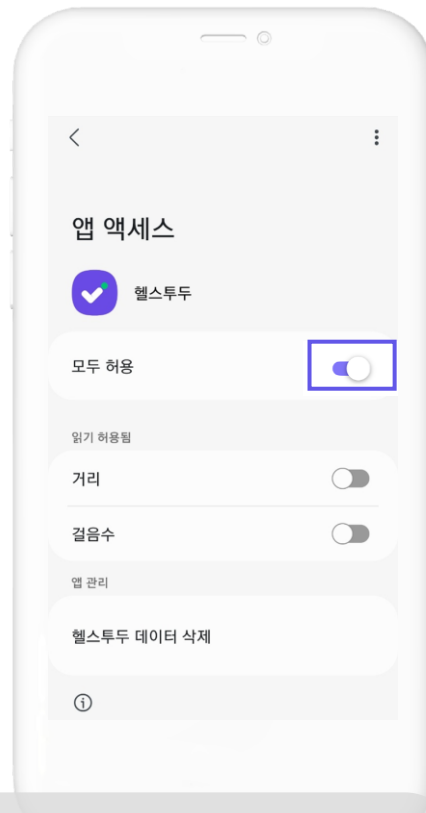 앱 액세스
헬스투두
모두 허용
읽기 허용됨
거리
걸음수
앱 관리
헬스투두 데이터 삭제